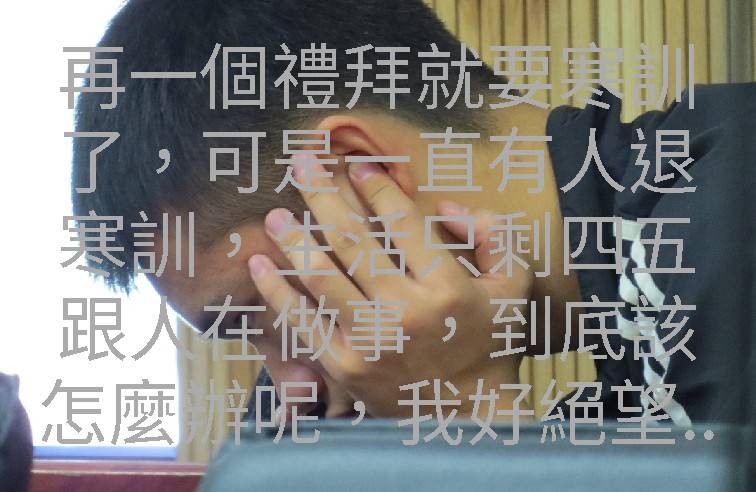 再一個禮拜就要寒訓
了，可是一直有人退
寒訓，生活只剩四五
跟人在做事，到底該
怎麼辦呢，我好絕望..